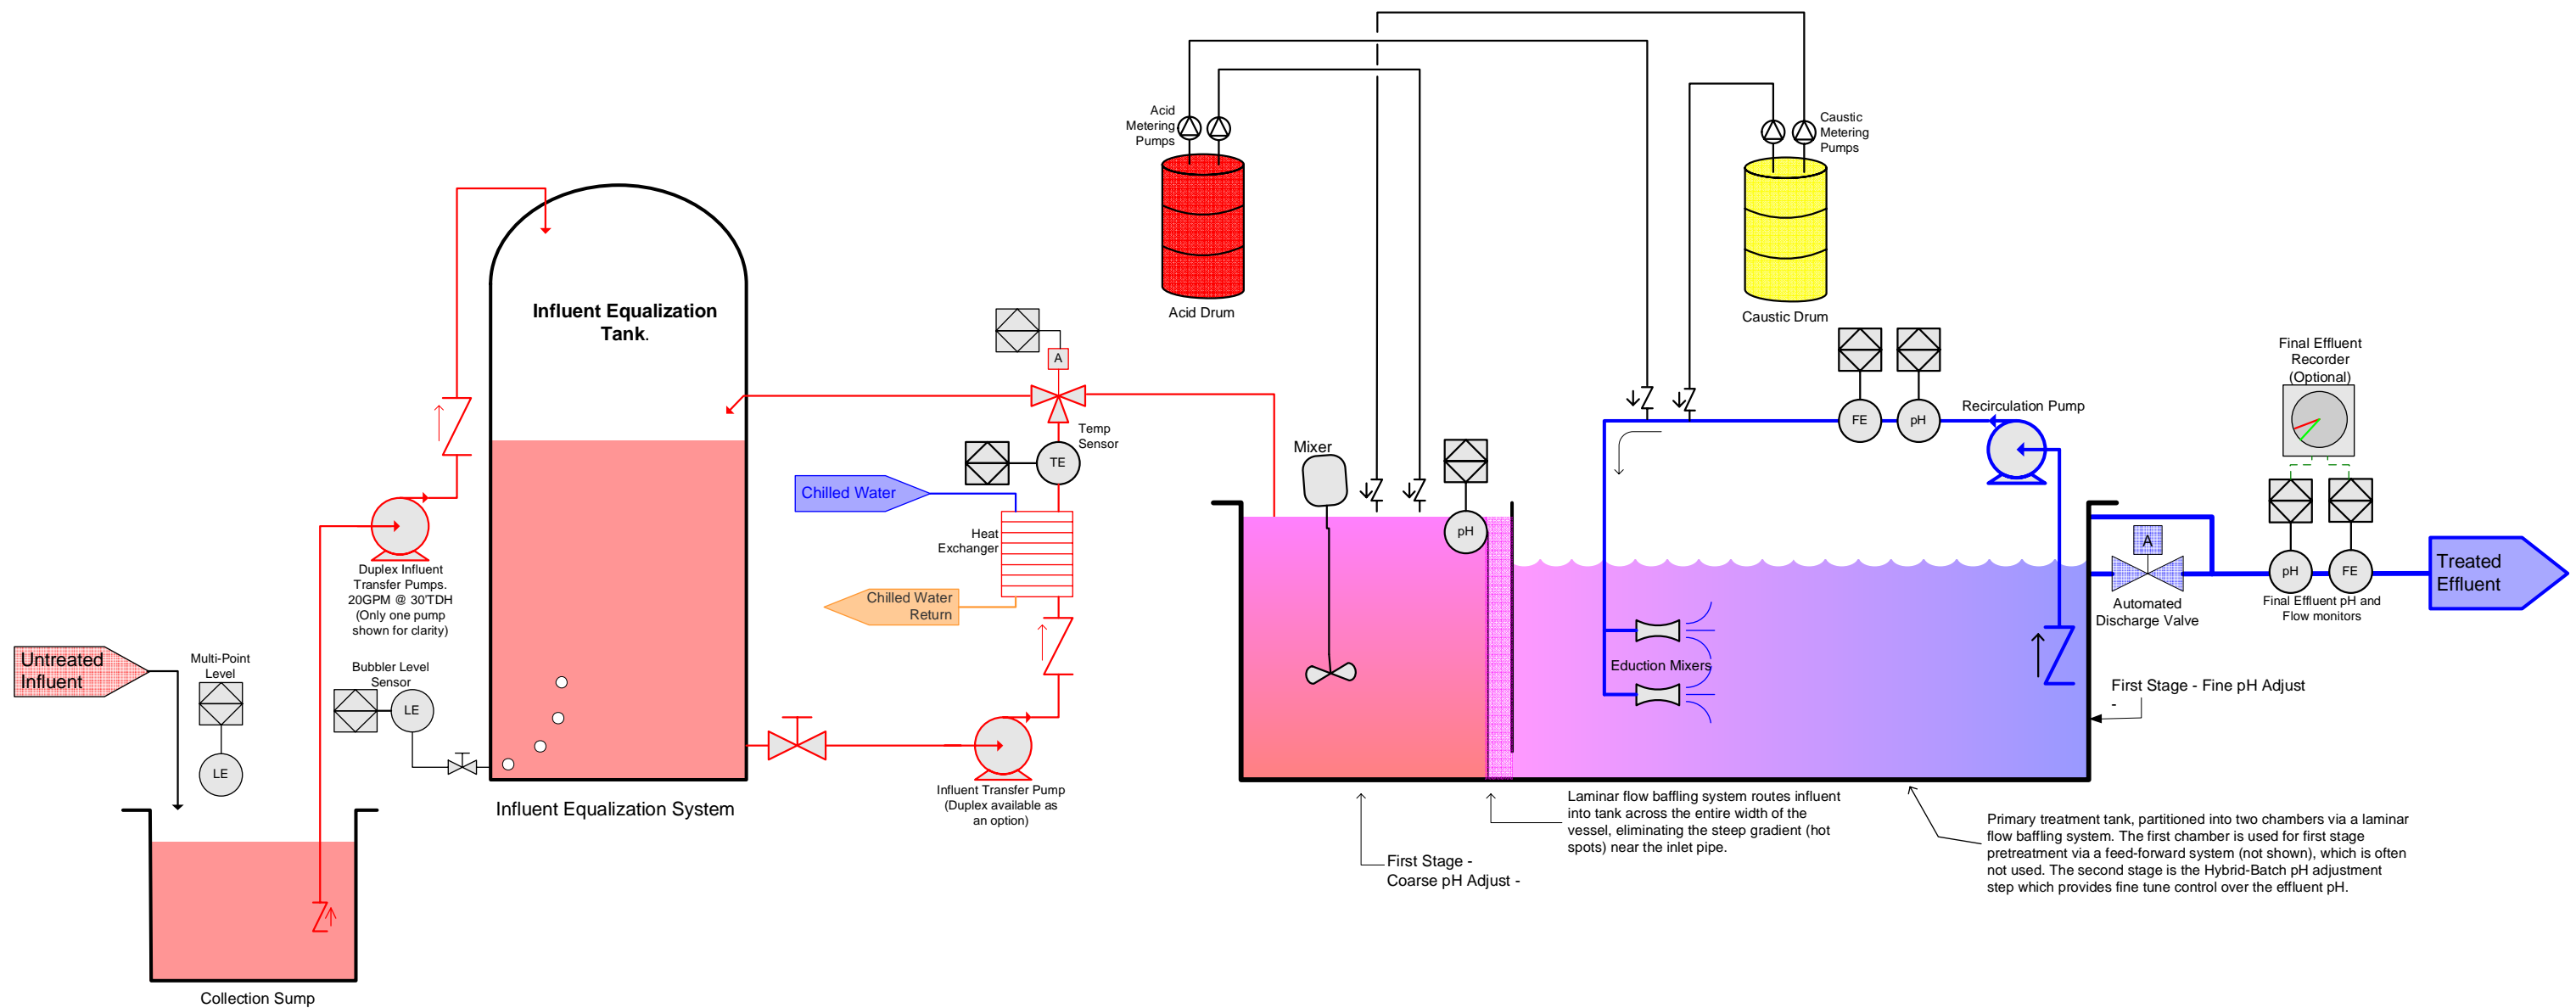 Untreated
Influent
Multi-Point
Level
LE
Collection Sump
Duplex Influent
Transfer Pumps.
20GPM @ 30'TDH
(Only one pump
shown for clarity)
Bubbler Level
Sensor
LE
Influent Equalization
Tank.
Influent Equalization System
A
Temp
Sensor
TE
Chilled Water
Heat
Exchanger
Chilled Water
Return
Influent Transfer Pump
(Duplex available as
an option)
Acid
Metering
Pumps
Acid Drum
Caustic
Metering
Pumps
Caustic Drum
Mixer
pH
FE
pH
Recirculation Pump
Eduction Mixers
First Stage -
Coarse pH Adjust -
Laminar flow baffling system routes influent
into tank across the entire width of the
vessel, eliminating the steep gradient (hot
spots) near the inlet pipe.
Primary treatment tank, partitioned into two chambers via a laminar
flow baffling system. The first chamber is used for first stage
pretreatment via a feed-forward system (not shown), which is often
not used. The second stage is the Hybrid-Batch pH adjustment
step which provides fine tune control over the effluent pH.
First Stage - Fine pH Adjust
-
A
Automated
Discharge Valve
Final Effluent
Recorder
(Optional)
pH
FE
Final Effluent pH and
Flow monitors
Treated
Effluent